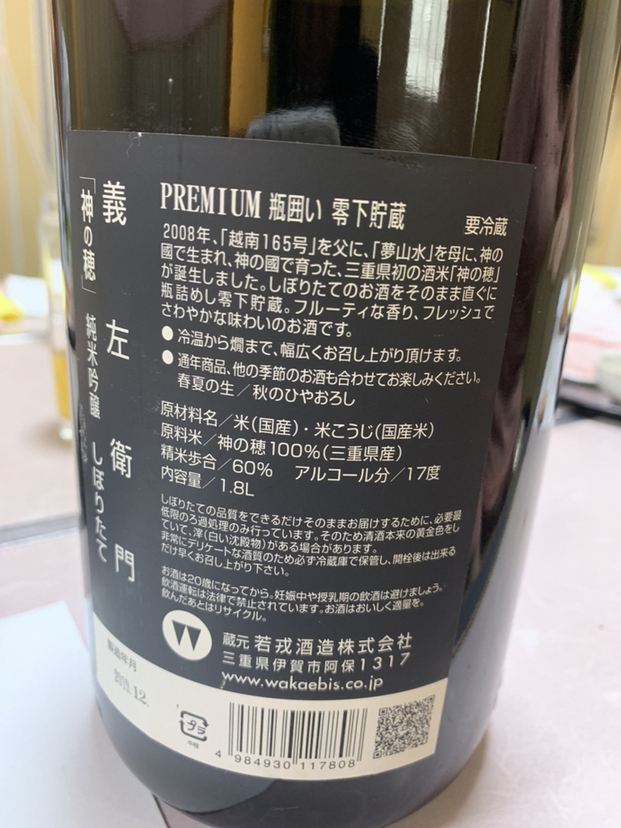 PREMIUM 瓶囲い 零下貯蔵
要冷蔵
義左衛門
「神の穂」 純米吟醸 しぼりたて
2008年、「越南165号」を父に、「夢山水」を母に、神の
國で生まれ、神の國で育った、三重県初の酒米「神の穂」
が誕生しました。しぼりたてのお酒をそのまま直ぐに
瓶詰めし零下貯蔵。フルーティな香り、フレッシュで
さわやかな味わいのお酒です。
● 冷温から燗まで、幅広くお召し上がり頂けます。
● 通年商品、他の季節のお酒も合わせてお楽しみください。
春夏の生／秋のひやおろし
原材料名／米（国産）・米こうじ（国産米）
原料米／神の穂100％（三重県産）
精米歩合／60％ アルコール分／17度
内容量／1.8L
しぼりたての品質をできるだけそのままお届けするために、必要最
低限のろ過処理のみ行っています。そのため清酒本来の黄金色をし
ていて、滓（白い沈殿物）がある場合があります。
非常にデリケートな酒質のため必ず冷蔵庫で保管し、開栓後は出来る
だけ早くお召し上がり下さい。
お酒は20歳になってから。妊娠中や授乳期の飲酒は避けましょう。
飲酒運転は法律で禁止されています。お酒はおいしく適量を。
飲んだあとはリサイクル。
W
蔵元 若戎酒造株式会社
三重県伊賀市阿保1317
www.wakaebis.co.jp
製造年月
12.
プラ
4 984930 117808